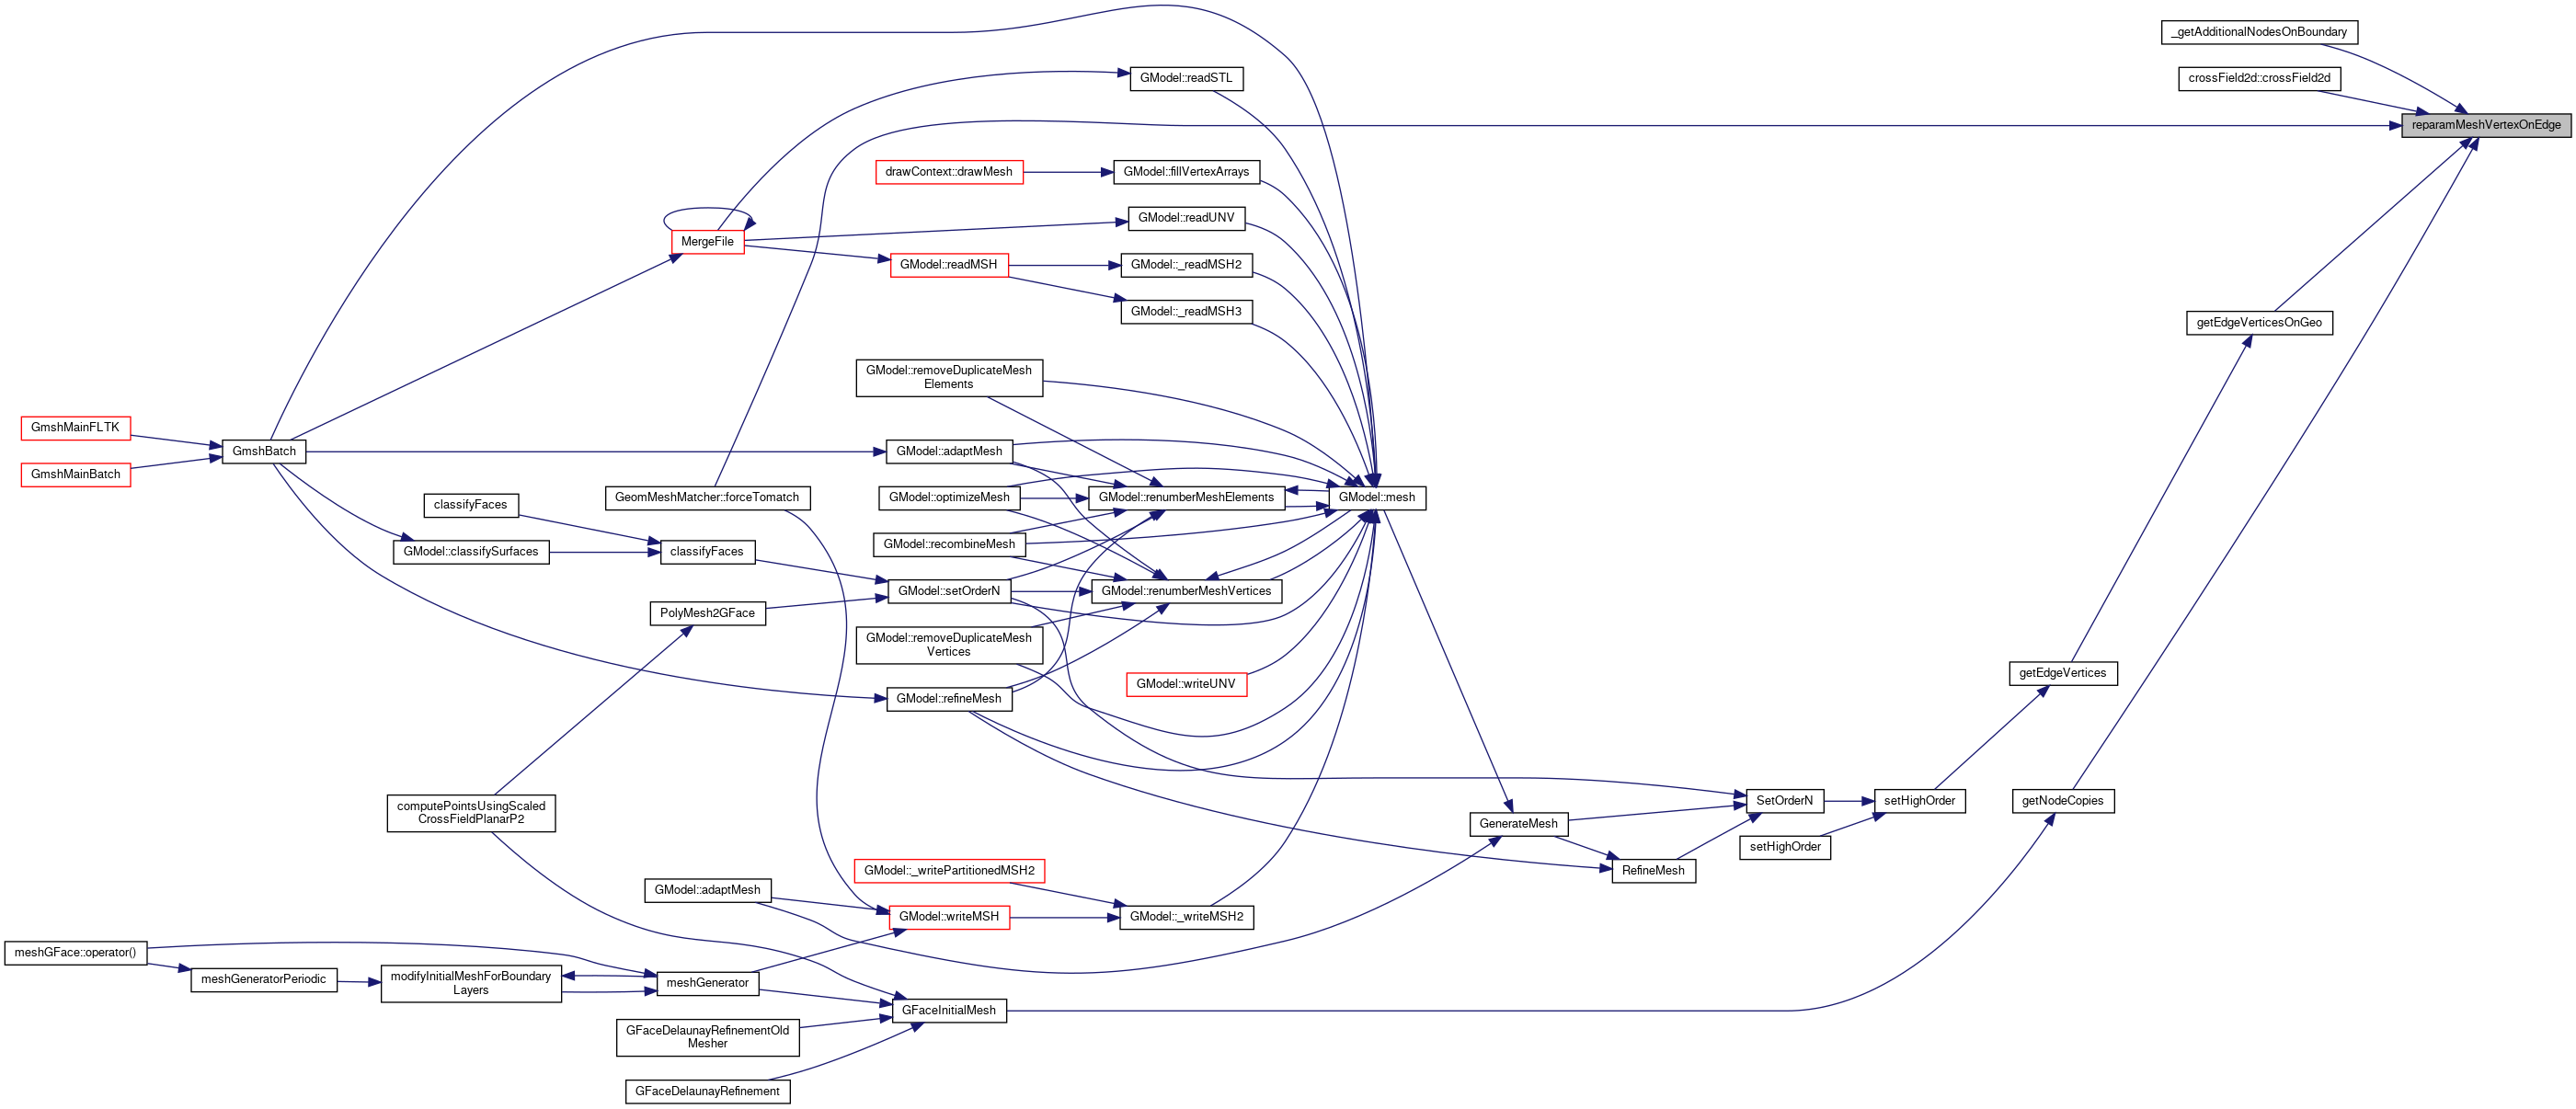 _getAdditionalNodesOnBoundary
crossField2d::crossField2d
GModel::readSTL
reparamMeshVertexOnEdge
drawContext::drawMesh
GModel::fillVertexArrays
GModel::readUNV
MergeFile
GModel::readMSH
GModel::_readMSH2
GModel::_readMSH3
getEdgeVerticesOnGeo
GModel::removeDuplicateMesh
Elements
GmshMainFLTK
GmshBatch
GModel::adaptMesh
GmshMainBatch
classifyFaces
GeomMeshMatcher::forceTomatch
GModel::optimizeMesh
GModel::renumberMeshElements
GModel::mesh
GModel::classifySurfaces
classifyFaces
GModel::recombineMesh
GModel::setOrderN
GModel::renumberMeshVertices
PolyMesh2GFace
GModel::removeDuplicateMesh
Vertices
GModel::writeUNV
getEdgeVertices
GModel::refineMesh
computePointsUsingScaled
CrossFieldPlanarP2
GenerateMesh
SetOrderN
setHighOrder
getNodeCopies
setHighOrder
GModel::_writePartitionedMSH2
RefineMesh
GModel::adaptMesh
GModel::writeMSH
GModel::_writeMSH2
meshGFace::operator()
meshGeneratorPeriodic
modifyInitialMeshForBoundary
Layers
meshGenerator
GFaceInitialMesh
GFaceDelaunayRefinementOld
Mesher
GFaceDelaunayRefinement